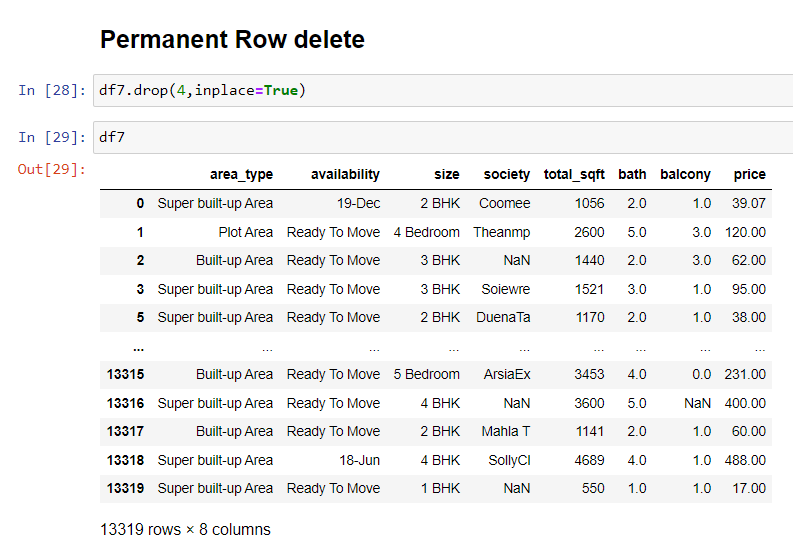 Permanent Row delete
In [28]: df7.drop(4,inplace=True)
In [29]: df7
Out[29]:
area_type availability size society total_sqft bath balcony price
0 Super built-up Area 19-Dec 2 BHK Coomee 1056 2.0 1.0 39.07
1 Plot Area Ready To Move 4 Bedroom Theanmp 2600 5.0 3.0 120.00
2 Built-up Area Ready To Move 3 BHK NaN 1440 2.0 3.0 62.00
3 Super built-up Area Ready To Move 3 BHK Soiewre 1521 3.0 1.0 95.00
5 Super built-up Area Ready To Move 2 BHK DuenaTa 1170 2.0 1.0 38.00
... ... ... ... ... ... ... ... ...
13315 Built-up Area Ready To Move 5 Bedroom ArsiaEx 3453 4.0 0.0 231.00
13316 Super built-up Area Ready To Move 4 BHK NaN 3600 5.0 NaN 400.00
13317 Built-up Area Ready To Move 2 BHK Mahla T 1141 2.0 1.0 60.00
13318 Super built-up Area 18-Jun 4 BHK SollyCl 4689 4.0 1.0 488.00
13319 Super built-up Area Ready To Move 1 BHK NaN 550 1.0 1.0 17.00
13319 rows × 8 columns